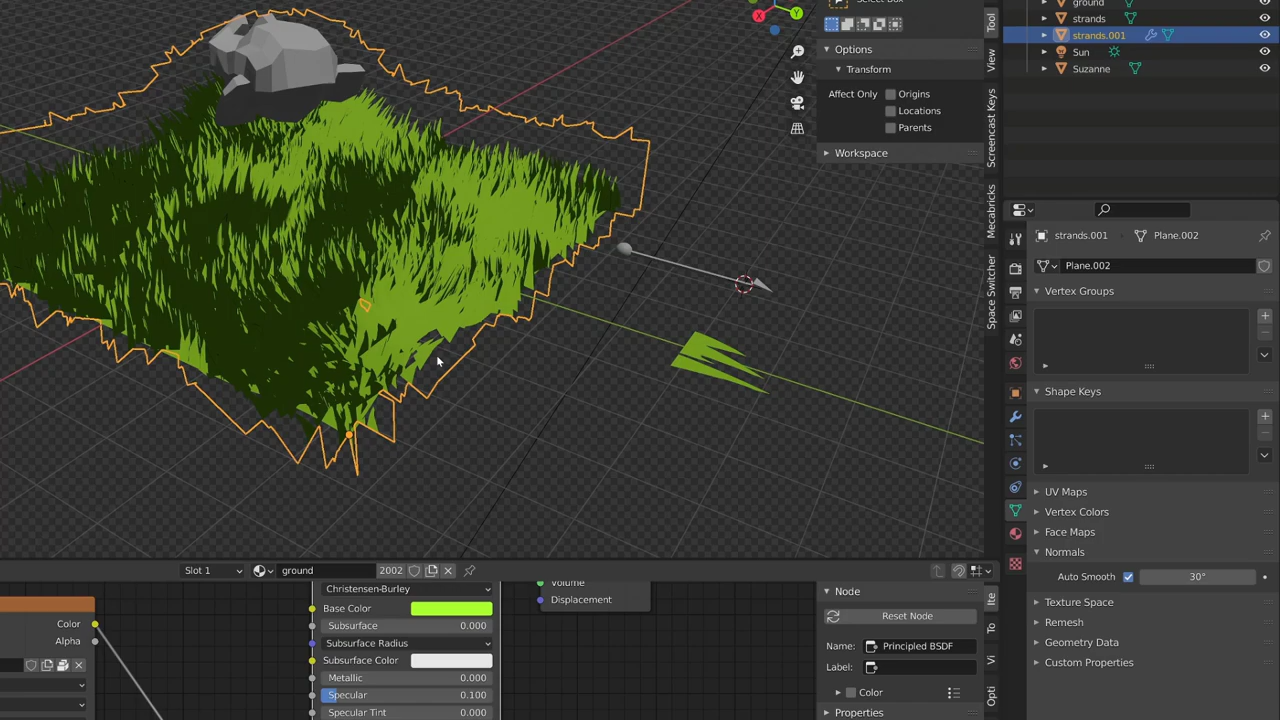 Select Box
X
Y
Options
Transform
Affect Only
Origins
Locations
Parents
Workspace
Tool
View
Screencast Keys
Mecabricks
Space Switcher
ground
strands
strands.001
Sun
Suzanne
strands.001
Plane.002
Plane.002
Vertex Groups
Shape Keys
UV Maps
Vertex Colors
Face Maps
Normals
Auto Smooth
30°
Texture Space
Remesh
Geometry Data
Custom Properties
Slot 1
ground
2002
Color
Alpha
Christensen-Burley
Base Color
Subsurface
0.000
Subsurface Radius
Subsurface Color
Metallic
0.000
Specular
0.100
Specular Tint
0.000
Volume
Displacement
Node
Reset Node
Name:
Principled BSDF
Label:
Color
Properties
Ite
To
Vi
Opti